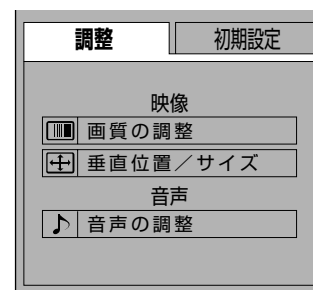 調整 初期設定
映像
画質の調整
垂直位置／サイズ
音声
音声の調整